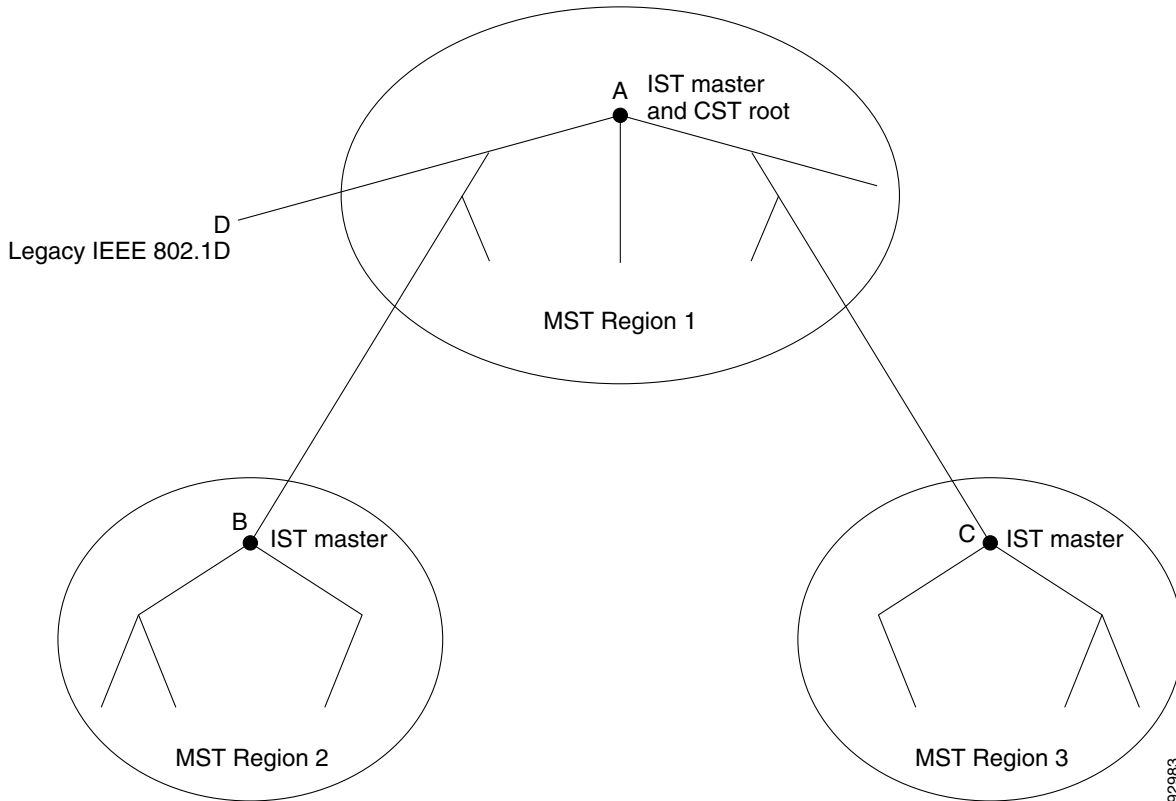 A
IST master
and CST root
D
Legacy IEEE 802.1D
MST Region 1
B
IST master
C
IST master
MST Region 2
MST Region 3
92983